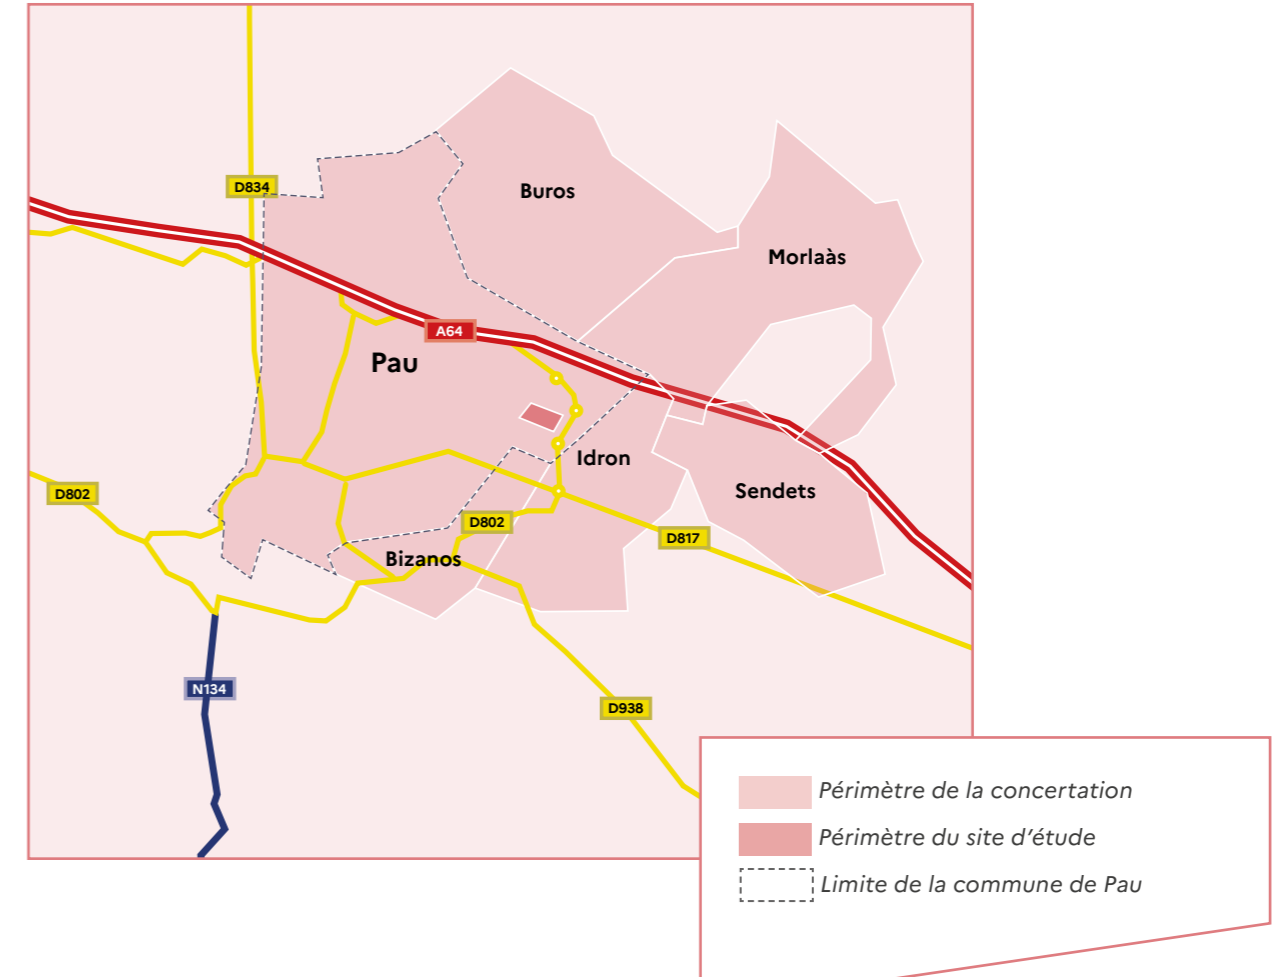 D834
Buros
Morlaàs
A64
Pau
Idron
Sendets
D802
D802
D817
Bizanos
N134
D938
Périmètre de la concertation
Périmètre du site d'étude
Limite de la commune de Pau